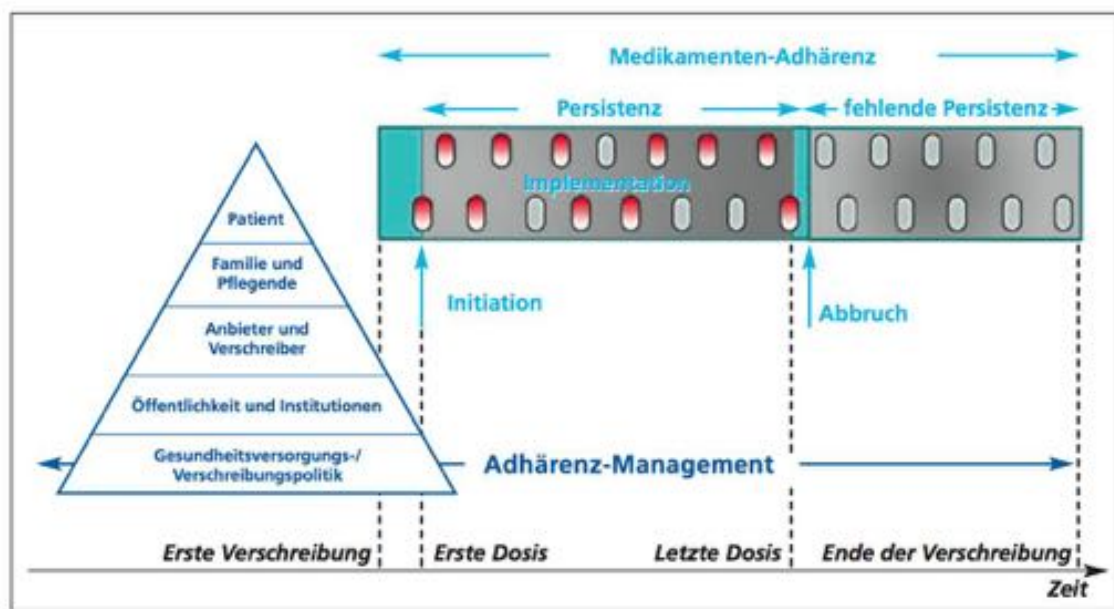 Medikamenten-Adhärenz
Persistenz
fehlende Persistenz
Implementation
Patient
Familie und
Pflegende
Anbieter und
Verschreiber
Öffentlichkeit und Institutionen
Gesundheitsversorgungs-/
Verschreibungspolitik
Initiation
Abbruch
Adhärenz-Management
Erste Verschreibung
Erste Dosis
Letzte Dosis
Ende der Verschreibung
Zeit